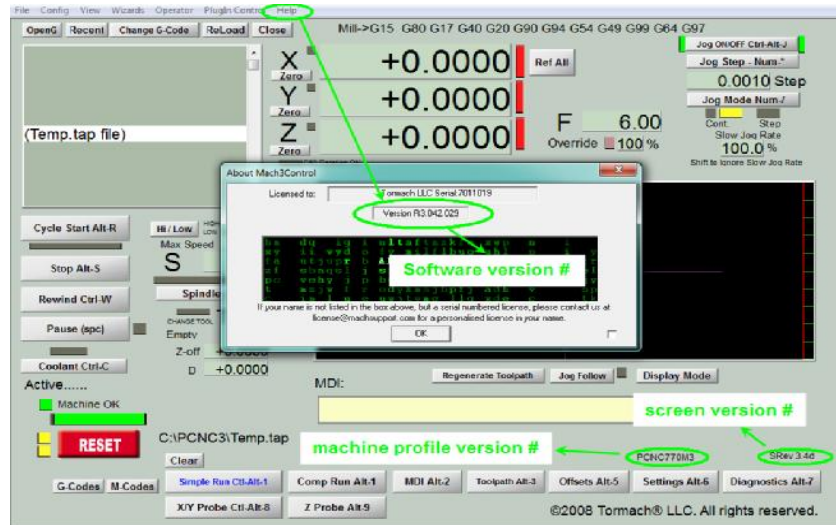 File Config View Wizards Operator PlugIn Control Help
OpenG Recent Change G-Code ReLoad Close
Mill->G15 G80 G17 G40 G20 G90 G94 G54 G49 G99 G64 G97
Jog ON/OFF Ctrl-Alt-J
X +0.0000 Ref All
Zero
Jog Step - Num-*
0.0010 Step
Y +0.0000
Zero
Jog Mode Num-/
Cont. Step
F 6.00
Slow Jog Rate
(Temp.tap file)
Z +0.0000
Zero
Override 100 %
100.0 %
Shift to Ignore Slow Jog Rate
About Mach3Control
Licensed to: Tormach LLC Serial:7011019
Version R3.042.029
Software version #
If your name is not listed in the box above, but a serial numbered license, please contact us at
license@machsupport.com for a personalised license in your name.
OK
Cycle Start Alt-R
Hi / Low
Max Speed
Stop Alt-S
S
Rewind Ctrl-W
Spindle
CHANGE TOOL
Pause (spc)
Empty
Z-off +0.0000
Coolant Ctrl-C
D +0.0000
Active......
MDI:
Regenerate Toolpath Jog Follow Display Mode
Machine OK
screen version #
RESET
C:\PCNC3\Temp.tap
machine profile version #
PCNC770M3 SRev 3.4d
Clear
G-Codes M-Codes
Simple Run Ctl-Alt-1 Comp Run Alt-1 MDI Alt-2 Toolpath Alt-3 Offsets Alt-5 Settings Alt-6 Diagnostics Alt-7
X/Y Probe Ctl-Alt-8 Z Probe Alt-9
©2008 Tormach® LLC. All rights reserved.